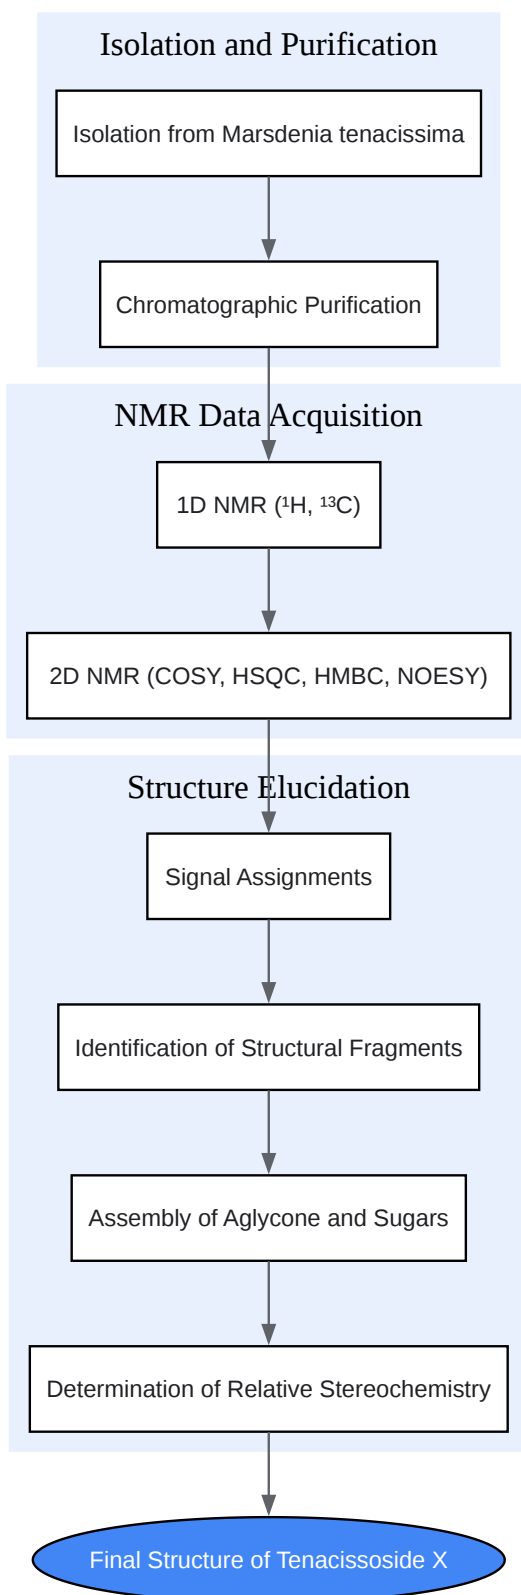 Isolation and Purification
Isolation from Marsdenia tenacissima
Chromatographic Purification
NMR Data Acquisition
1D NMR (¹H, ¹³C)
2D NMR (COSY, HSQC, HMBC, NOESY)
Structure Elucidation
Signal Assignments
Identification of Structural Fragments
Assembly of Aglycone and Sugars
Determination of Relative Stereochemistry
Final Structure of Tenacissoside X